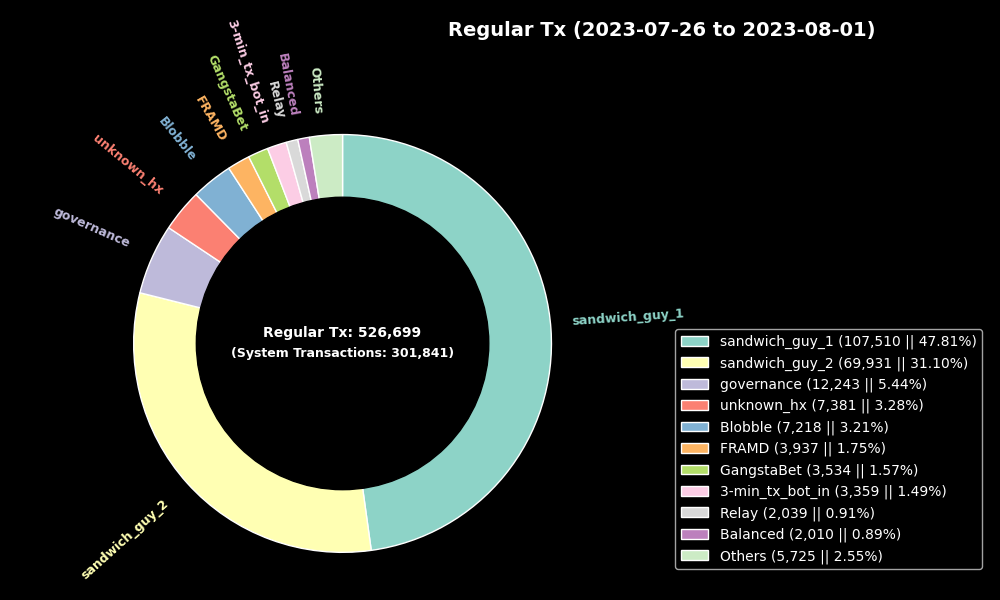 Regular Tx (2023-07-26 to 2023-08-01)
Others
Balanced
Relay
3-min_tx_bot_in
GangstaBet
FRAMD
Blobble
unknown_hx
governance
sandwich_guy_1
sandwich_guy_2
Regular Tx: 526,699
(System Transactions: 301,841)
sandwich_guy_1 (107,510 || 47.81%)
sandwich_guy_2 (69,931 || 31.10%)
governance (12,243 || 5.44%)
unknown_hx (7,381 || 3.28%)
Blobble (7,218 || 3.21%)
FRAMD (3,937 || 1.75%)
GangstaBet (3,534 || 1.57%)
3-min_tx_bot_in (3,359 || 1.49%)
Relay (2,039 || 0.91%)
Balanced (2,010 || 0.89%)
Others (5,725 || 2.55%)